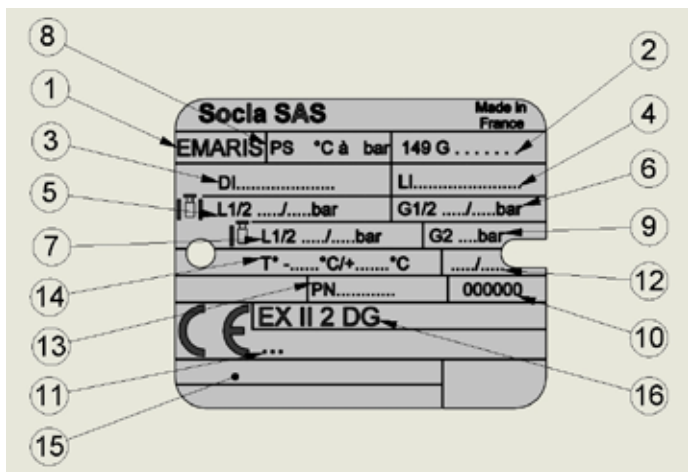 8
1
2
Socla SAS Made in France
3
4
EMARIS PS °C à bar 149 G . . . . . .
5
6
DI.................... LI......................
L1/2 ...../.....bar G1/2 ...../.....bar
7
9
L1/2 ...../.....bar G2 ....bar
T° -......°C/+.......°C ...../.....
14
12
PN............ 000000
13
10
CE EX II 2 DG
...
11
16
15